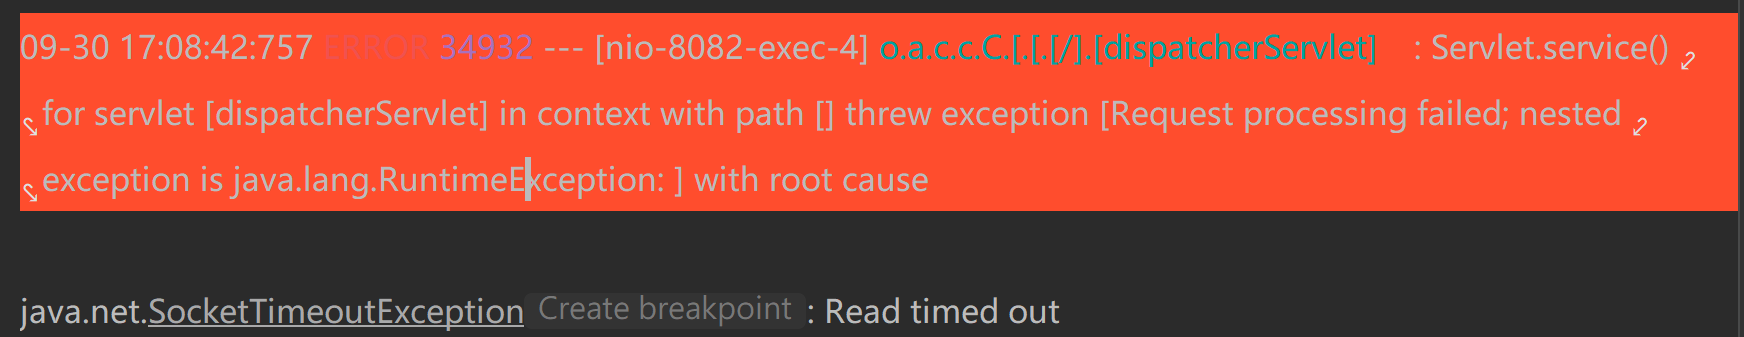 09-30 17:08:42:757 ERROR 34932 --- [nio-8082-exec-4] o.a.c.c.C.[.[.[/].[dispatcherServlet]    : Servlet.service()
for servlet [dispatcherServlet] in context with path [] threw exception [Request processing failed; nested
exception is java.lang.RuntimeException: ] with root cause
java.net.SocketTimeoutException Create breakpoint : Read timed out